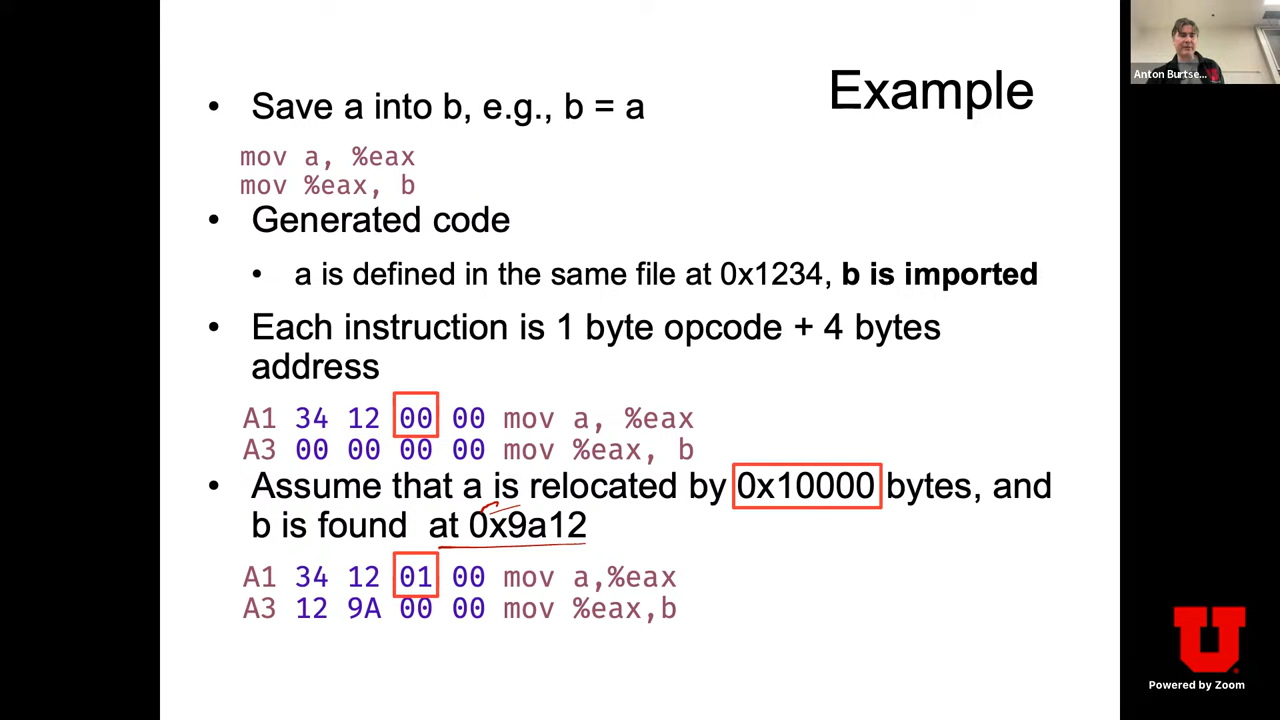 Example
• Save a into b, e.g., b = a
mov a, %eax
mov %eax, b
• Generated code
• a is defined in the same file at 0x1234, b is imported
• Each instruction is 1 byte opcode + 4 bytes
address
A1 34 12 00 00 mov a, %eax
A3 00 00 00 00 mov %eax, b
• Assume that a is relocated by 0x10000 bytes, and
b is found at 0x9a12
A1 34 12 01 00 mov a,%eax
A3 12 9A 00 00 mov %eax,b
Anton Burtse...
U
Powered by Zoom